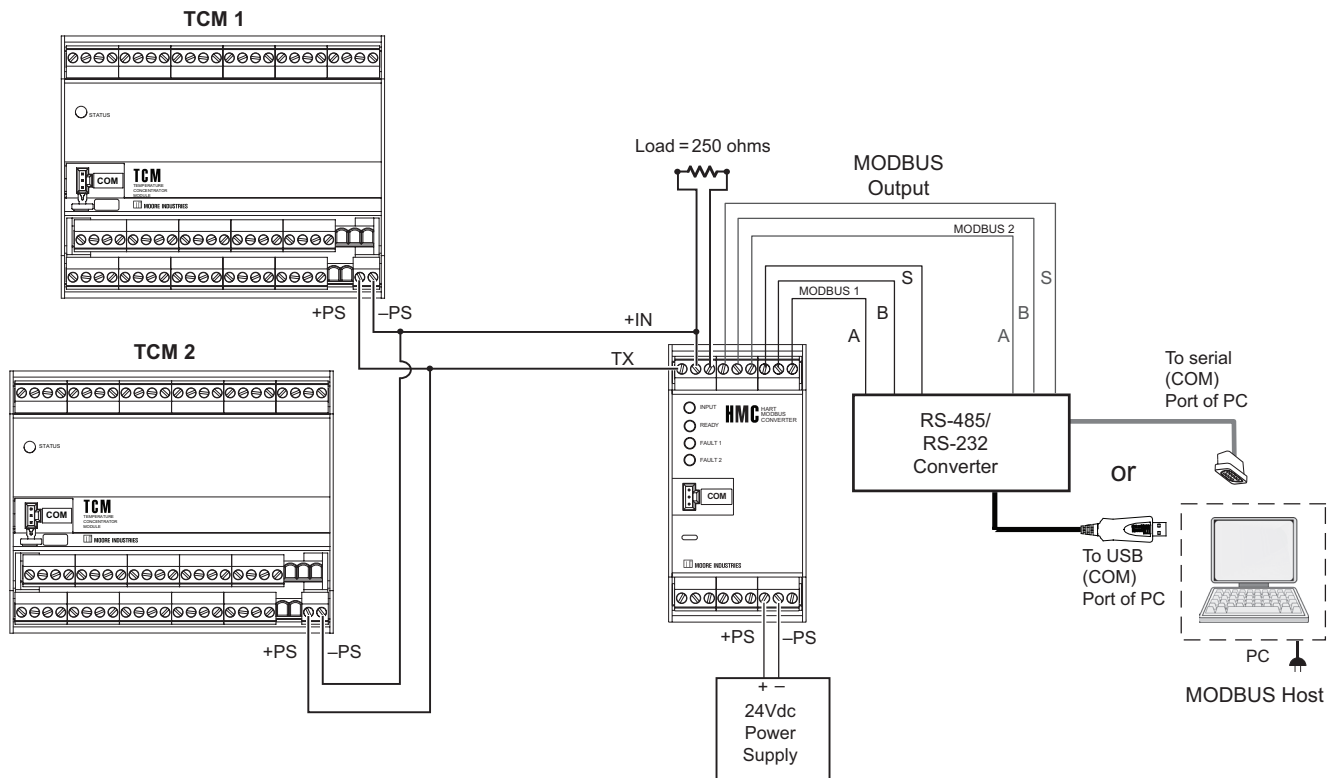 TCM 1
STATUS
COM
TCM
TEMPERATURE
CONCENTRATOR
MODULE
MOORE INDUSTRIES
+PS
–PS
TCM 2
STATUS
COM
TCM
TEMPERATURE
CONCENTRATOR
MODULE
MOORE INDUSTRIES
+PS
–PS
Load = 250 ohms
+IN
TX
MODBUS
Output
MODBUS 2
MODBUS 1
S
B
A
S
B
A
INPUT
READY
FAULT 1
FAULT 2
HMC
HART
MODBUS
CONVERTER
COM
MOORE INDUSTRIES
+PS
–PS
+ –
24Vdc
Power
Supply
RS-485/
RS-232
Converter
To serial
(COM)
Port of PC
or
To USB
(COM)
Port of PC
PC
MODBUS Host